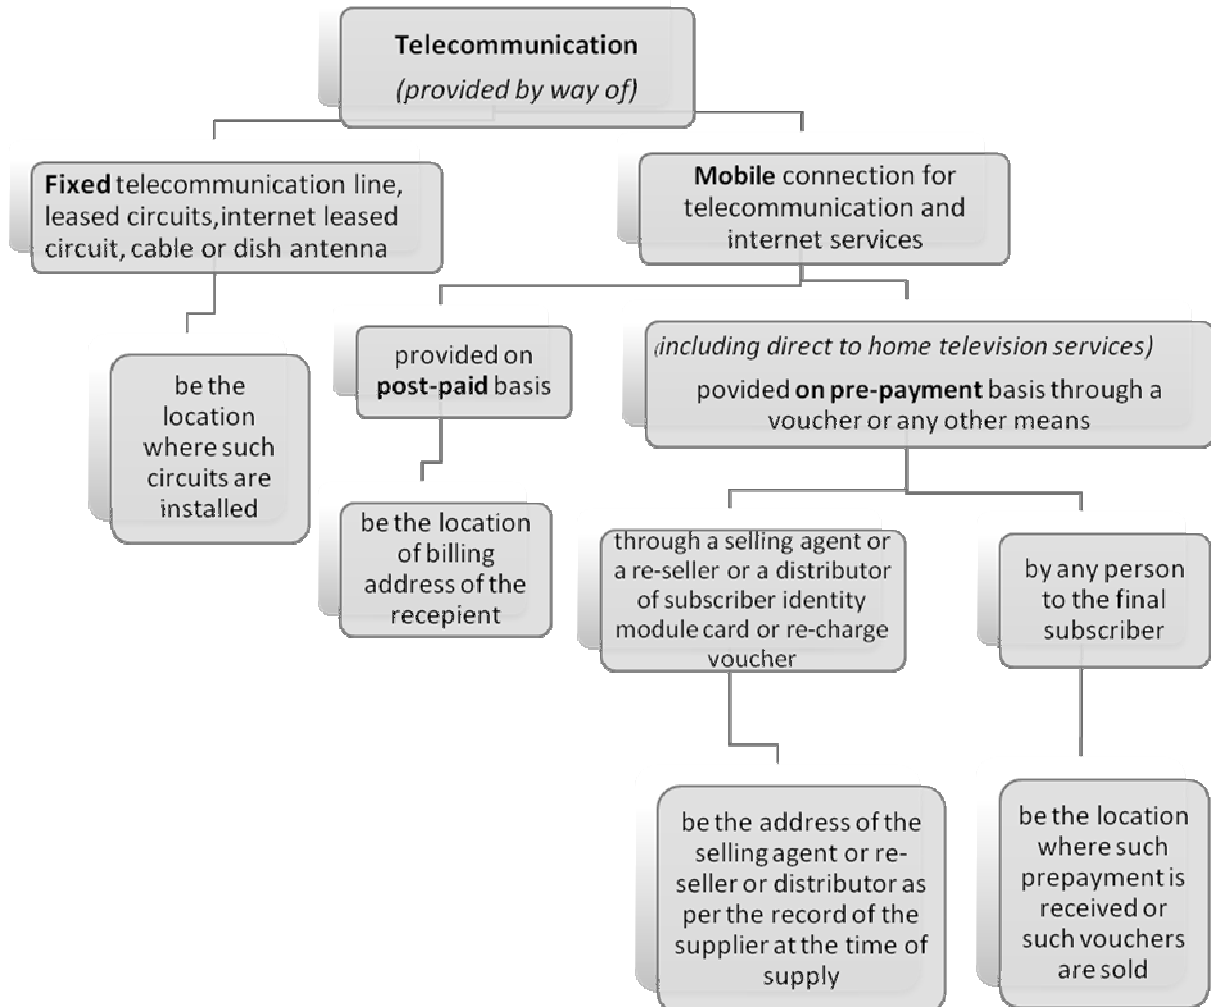 Telecommunication
(provided by way of)
Fixed telecommunication line,
leased circuits, internet leased
circuit, cable or dish antenna
Mobile connection for
telecommunication and
internet services
be the
location
where such
circuits are
installed
provided on
post-paid basis
be the location
of billing
address of the
recepient
(including direct to home television services)
povided on pre-payment basis through a
voucher or any other means
through a selling agent or
a re-seller or a distributor
of subscriber identity
module card or re-charge
voucher
by any person
to the final
subscriber
be the address of the
selling agent or re-
seller or distributor as
per the record of the
supplier at the time of
supply
be the location
where such
prepayment is
received or
such vouchers
are sold